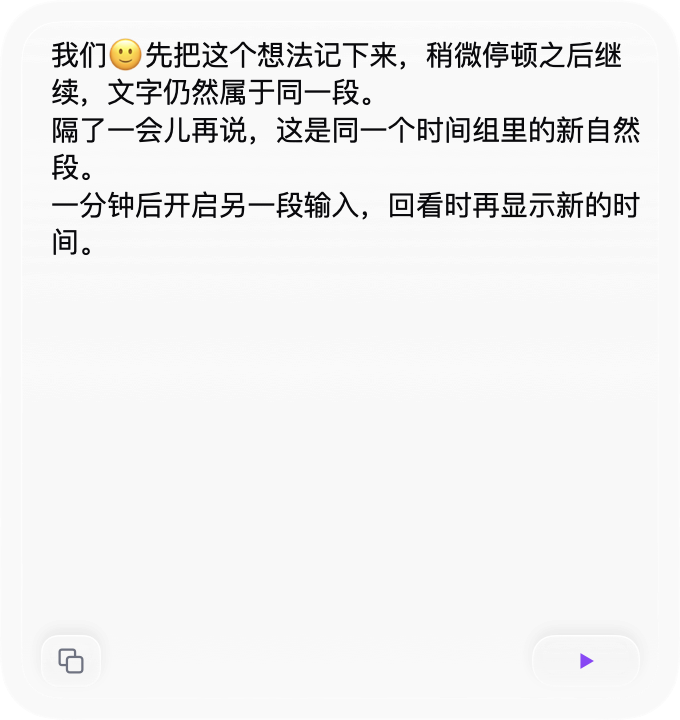 我们🙂先把这个想法记下来，稍微停顿之后继
续，文字仍然属于同一段。
隔了一会儿再说，这是同一个时间组里的新自然
段。
一分钟后开启另一段输入，回看时再显示新的时
间。